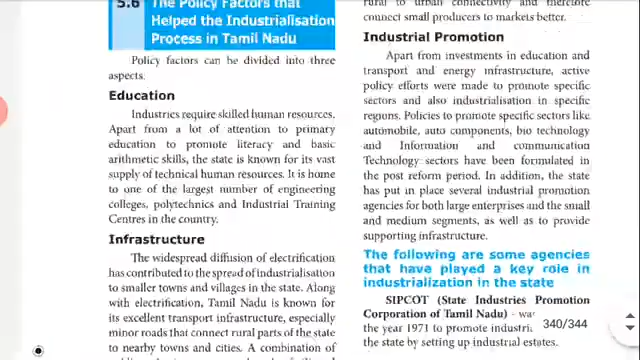 5.6 The Policy Factors that
Helped the Industrialisation
Process in Tamil Nadu
Policy factors can be divided into three
aspects.
Education
Industries require skilled human resources.
Apart from a lot of attention to primary
education to promote literacy and basic
arithmetic skills, the state is known for its vast
supply of technical human resources. It is home
to one of the largest number of engineering
colleges, polytechnics and Industrial Training
Centres in the country.
Infrastructure
The widespread diffusion of electrification
has contributed to the spread of industrialisation
to smaller towns and villages in the state. Along
with electrification, Tamil Nadu is known for
its excellent transport infrastructure, especially
minor roads that connect rural parts of the state
to nearby towns and cities. A combination of
rural to urban connectivity and therefore
connect small producers to markets better.
Industrial Promotion
Apart from investments in education and
transport and energy infrastructure, active
policy efforts were made to promote specific
sectors and also industrialisation in specific
regions. Policies to promote specific sectors like
automobile, auto components, bio technology
and Information and communication
Technology sectors have been formulated in
the post reform period. In addition, the state
has put in place several industrial promotion
agencies for both large enterprises and the small
and medium segments, as well as to provide
supporting infrastructure.
The following are some agencies
that have played a key role in
industrialization in the state
SIPCOT (State Industries Promotion
Corporation of Tamil Nadu) -
the year 1971 to promote
the state by setting up industrial estates.
340/344